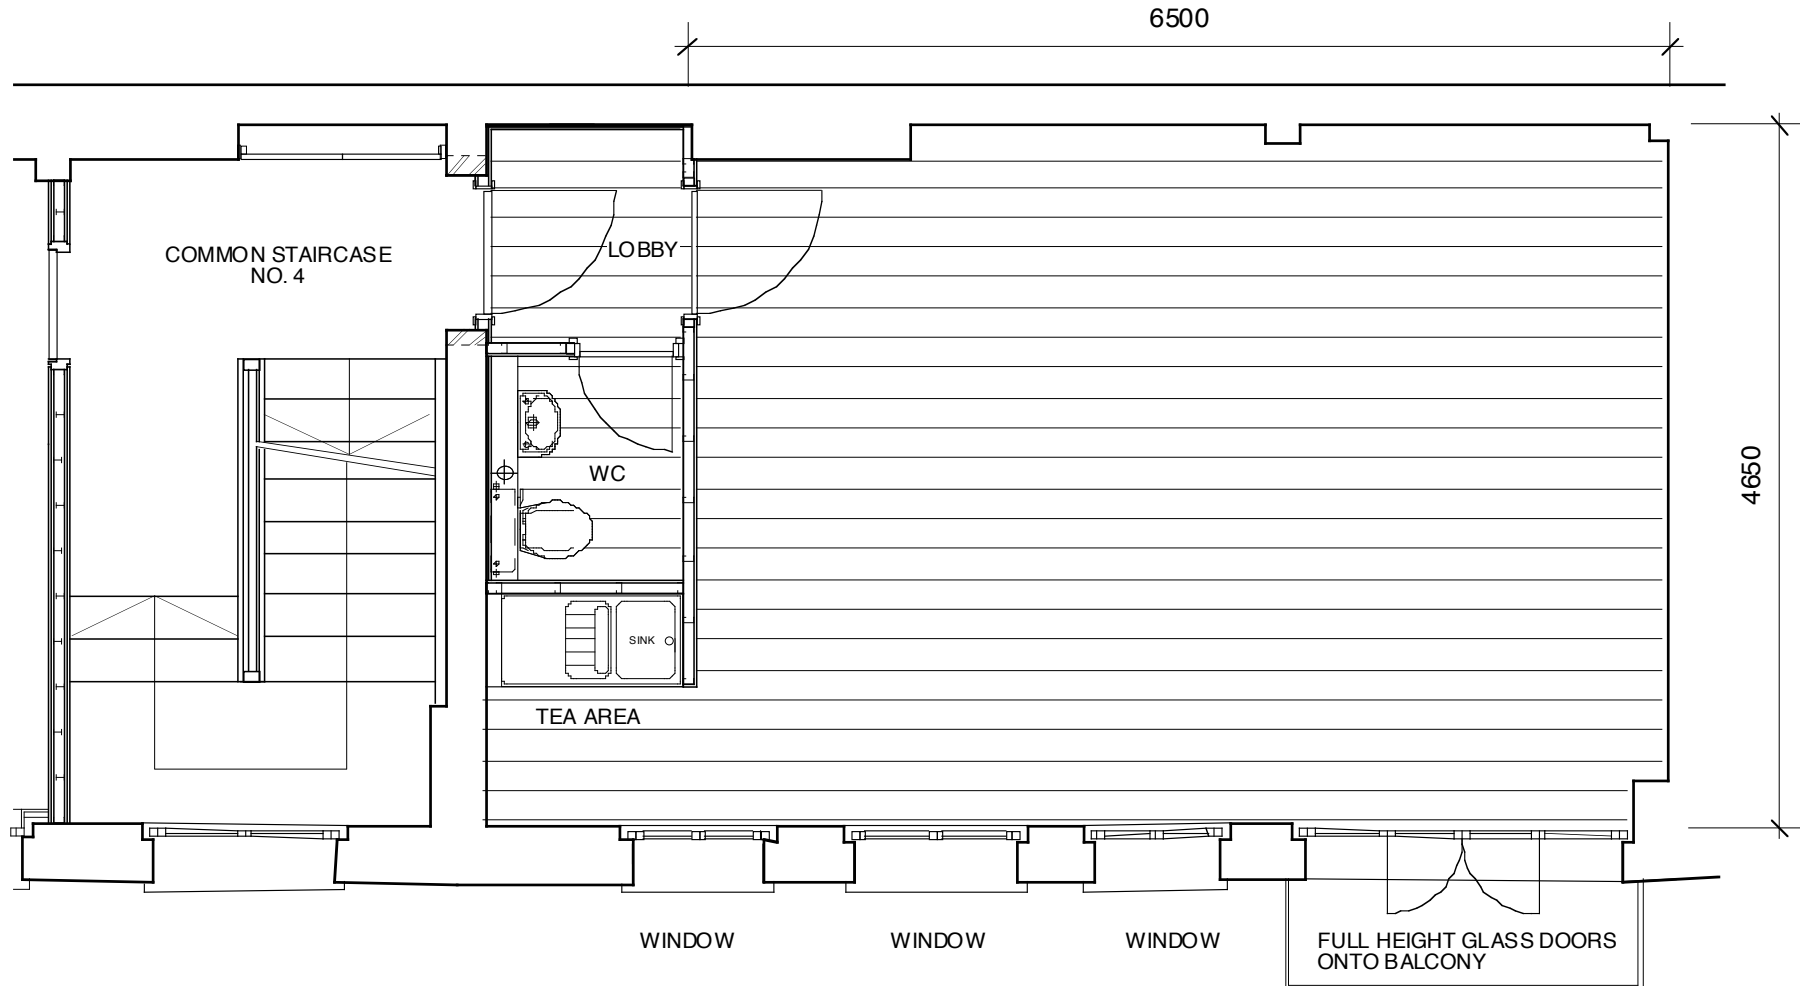 6500
COMMON STAIRCASE
NO. 4
LOBBY
4650
WC
SINK
TEA AREA
WINDOW
WINDOW
WINDOW
FULL HEIGHT GLASS DOORS
ONTO BALCONY